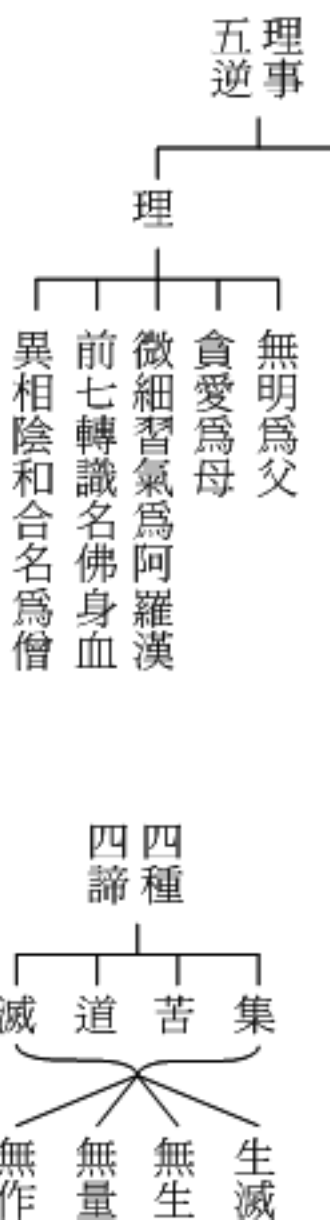 理事
五逆
理
無明爲父
貪愛爲母
微細習氣爲阿羅漢
前七轉識名佛身血
異相陰和合名爲僧
四種
四諦
集
苦
道
滅
生滅
無生
無量
無作